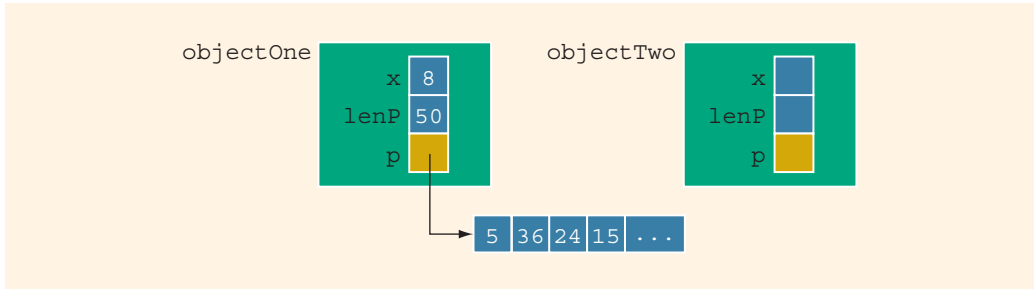 objectOne objectTwo
x 8 x
lenP 50 lenP
p p
5 36 24 15 ...